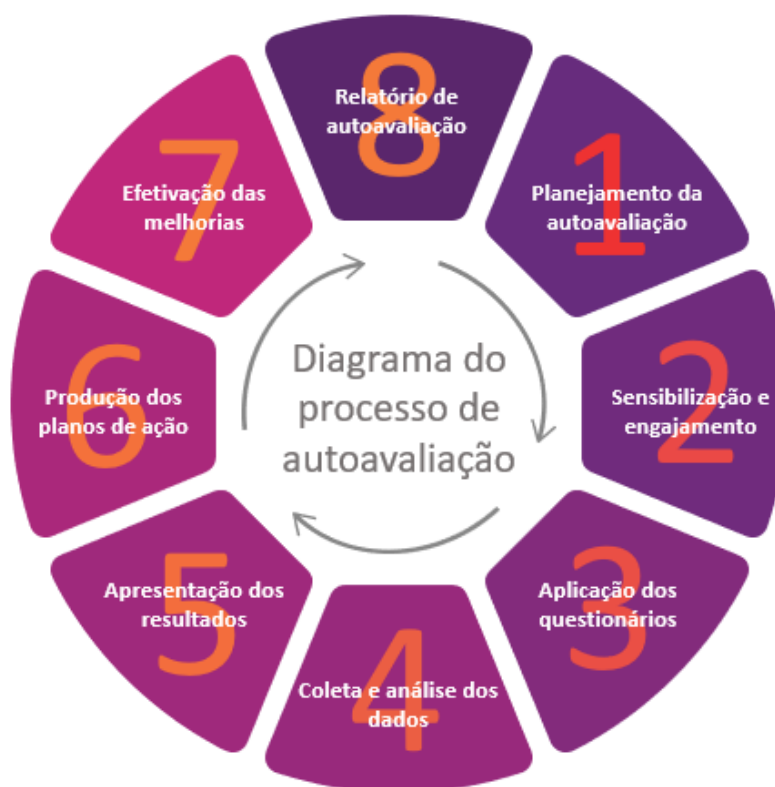 Diagrama do
processo de
autoavaliação
1
Planejamento da
autoavaliação
2
Sensibilização e
engajamento
3
Aplicação dos
questionários
4
Coleta e análise dos
dados
5
Apresentação dos
resultados
6
Produção dos
planos de ação
7
Efetivação das
melhorias
8
Relatório de
autoavaliação